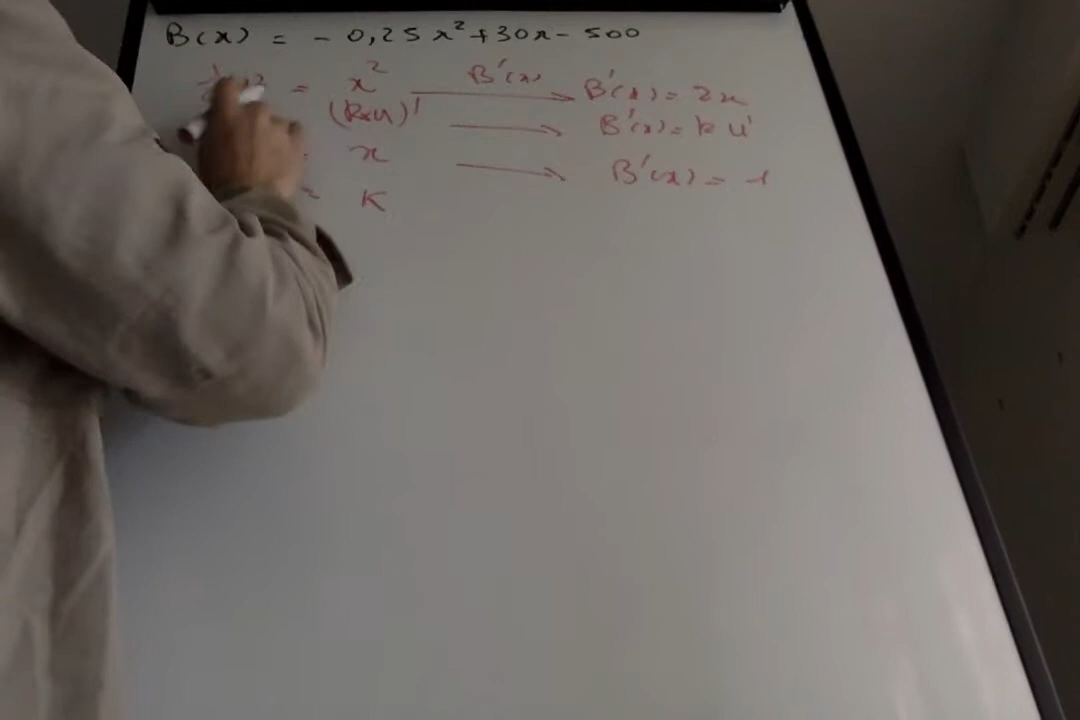 B(x) = - 0,25 x² + 30x - 500
= x² B'(x) → B'(x) = 2x
(k×u)' → B'(x) = k u'
x → B'(x) = 1
K